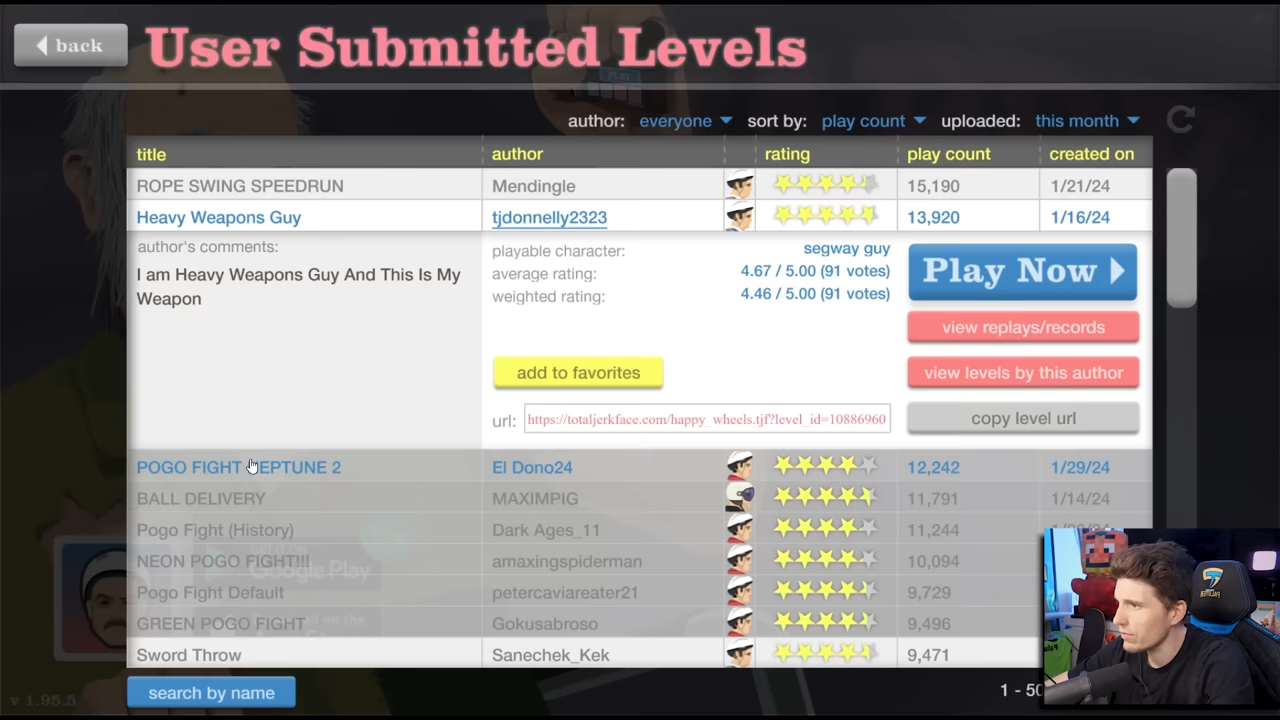 back
User Submitted Levels
author: everyone sort by: play count uploaded: this month
title author rating play count created on
ROPE SWING SPEEDRUN Mendingle 15,190 1/21/24
Heavy Weapons Guy tjdonnelly2323 13,920 1/16/24
author's comments:
I am Heavy Weapons Guy And This Is My
Weapon
playable character: segway guy
average rating: 4.67 / 5.00 (91 votes)
weighted rating: 4.46 / 5.00 (91 votes)
add to favorites
url: https://totaljerkface.com/happy_wheels.tjf?level_id=10886960
Play Now
view replays/records
view levels by this author
copy level url
POGO FIGHT EPTUNE 2 El Dono24 12,242 1/29/24
BALL DELIVERY MAXIMPIG 11,791 1/14/24
Pogo Fight (History) Dark Ages_11 11,244
NEON POGO FIGHT!!! amaxingspiderman 10,094
Google Play
Pogo Fight Default petercaviareater21 9,729
GREEN POGO FIGHT Gokusabroso 9,496
Sword Throw Sanechek_Kek 9,471
v 1.95.5
search by name
1 - 50